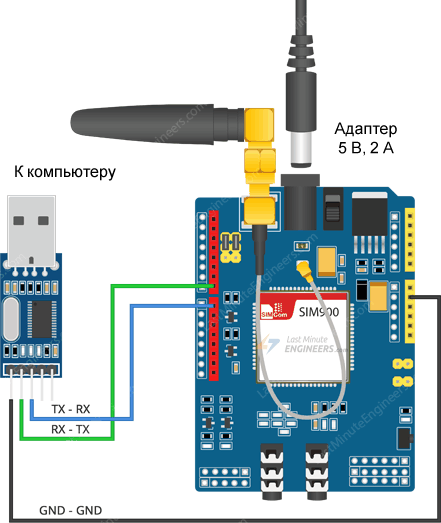 Адаптер
5 В, 2 А
К компьютеру
SIMCom
SIM900
Last Minute
ENGINEERS.com
TX - RX
RX - TX
GND - GND